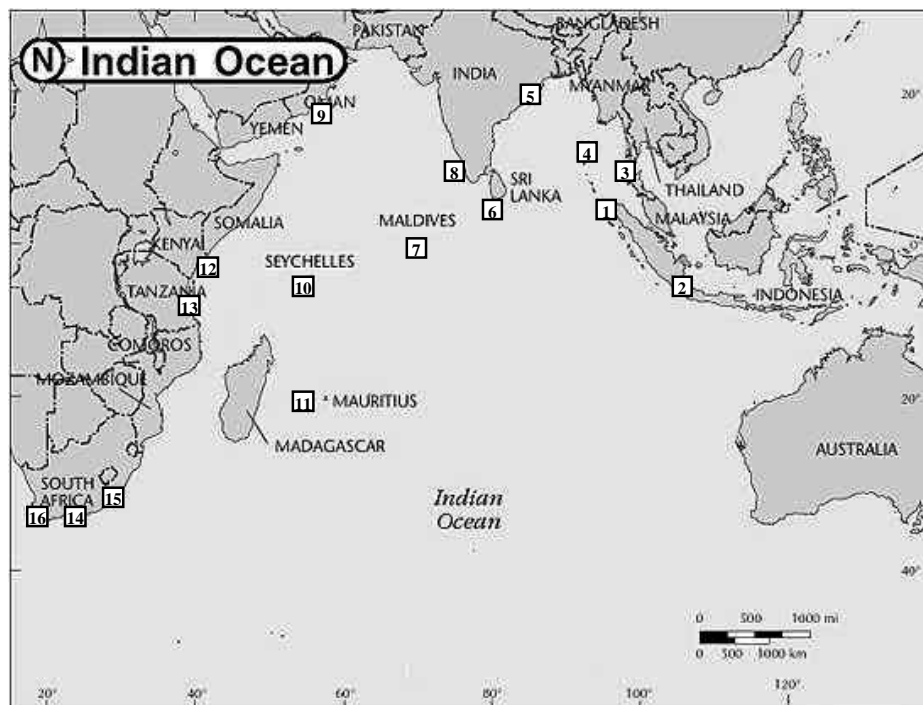 N Indian Ocean
PAKISTAN
BANGLADESH
INDIA
MYANMAR
OMAN
YEMEN
20°
5
9
4
8
3
SRI
LANKA
THAILAND
6
1
MALAYSIA
SOMALIA
MALDIVES
KENYA
7
SEYCHELLES
12
10
2
TANZANIA
INDONESIA
13
COMOROS
MOZAMBIQUE
11
MAURITIUS
20°
MADAGASCAR
AUSTRALIA
SOUTH
AFRICA
15
16
14
Indian
Ocean
40°
0 500 1000 mi
0 500 1000 km
20° 40° 60° 80° 100° 120°